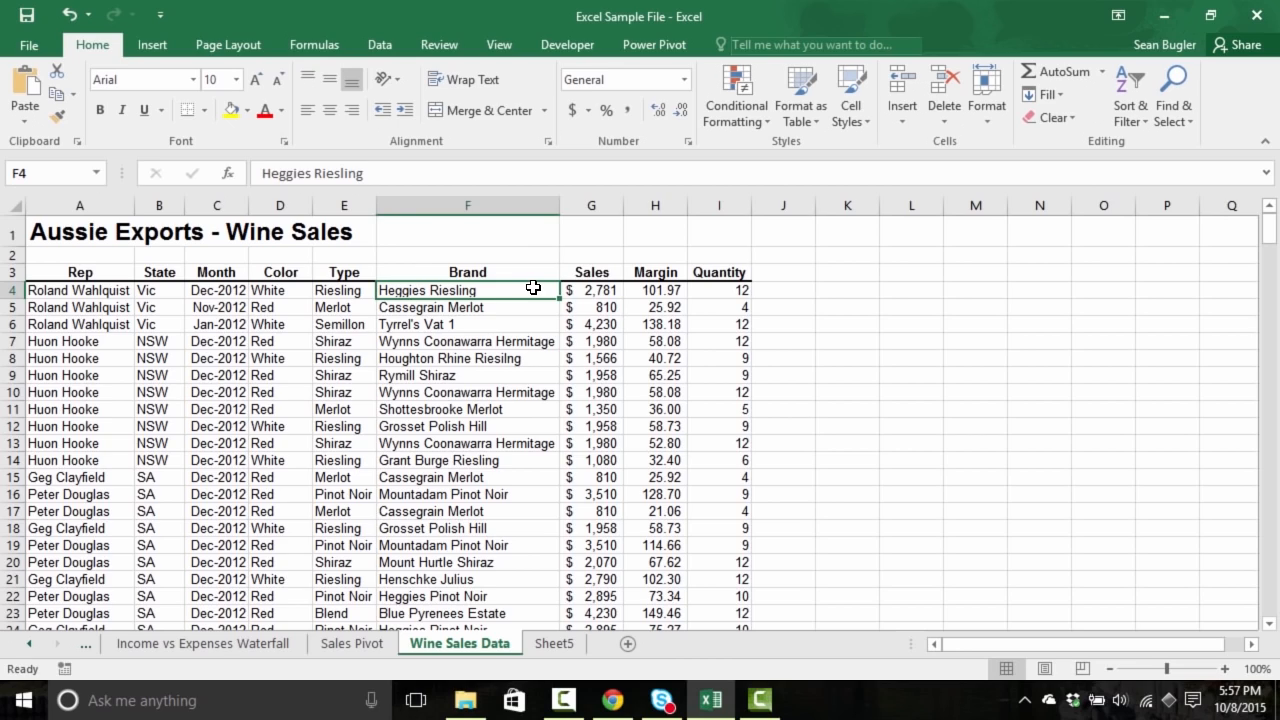 Excel Sample File - Excel
File Home Insert Page Layout Formulas Data Review View Developer Power Pivot Tell me what you want to do... Sean Bugler Share
Arial 10 Wrap Text General AutoSum
Paste B I U Merge & Center $ % , Conditional Formatting Format as Table Cell Styles Insert Delete Format Fill Clear Sort & Filter Find & Select
Clipboard Font Alignment Number Styles Cells Editing
F4 fx Heggies Riesling
A B C D E F G H I J K L M N O P Q
1 Aussie Exports - Wine Sales
2
3 Rep State Month Color Type Brand Sales Margin Quantity
4 Roland Wahlquist Vic Dec-2012 White Riesling Heggies Riesling $ 2,781 101.97 12
5 Roland Wahlquist Vic Nov-2012 Red Merlot Cassegrain Merlot $ 810 25.92 4
6 Roland Wahlquist Vic Jan-2012 White Semillon Tyrrel's Vat 1 $ 4,230 138.18 12
7 Huon Hooke NSW Dec-2012 Red Shiraz Wynns Coonawarra Hermitage $ 1,980 58.08 12
8 Huon Hooke NSW Dec-2012 White Riesling Houghton Rhine Riesilng $ 1,566 40.72 9
9 Huon Hooke NSW Dec-2012 Red Shiraz Rymill Shiraz $ 1,958 65.25 9
10 Huon Hooke NSW Dec-2012 Red Shiraz Wynns Coonawarra Hermitage $ 1,980 58.08 12
11 Huon Hooke NSW Dec-2012 Red Merlot Shottesbrooke Merlot $ 1,350 36.00 5
12 Huon Hooke NSW Dec-2012 White Riesling Grosset Polish Hill $ 1,958 58.73 9
13 Huon Hooke NSW Dec-2012 Red Shiraz Wynns Coonawarra Hermitage $ 1,980 52.80 12
14 Huon Hooke NSW Dec-2012 White Riesling Grant Burge Riesling $ 1,080 32.40 6
15 Geg Clayfield SA Dec-2012 Red Merlot Cassegrain Merlot $ 810 25.92 4
16 Peter Douglas SA Dec-2012 Red Pinot Noir Mountadam Pinot Noir $ 3,510 128.70 9
17 Peter Douglas SA Dec-2012 Red Merlot Cassegrain Merlot $ 810 21.06 4
18 Geg Clayfield SA Dec-2012 White Riesling Grosset Polish Hill $ 1,958 58.73 9
19 Peter Douglas SA Dec-2012 Red Pinot Noir Mountadam Pinot Noir $ 3,510 114.66 9
20 Peter Douglas SA Dec-2012 Red Shiraz Mount Hurtle Shiraz $ 2,070 67.62 12
21 Geg Clayfield SA Dec-2012 White Riesling Henschke Julius $ 2,790 102.30 12
22 Peter Douglas SA Dec-2012 Red Pinot Noir Heggies Pinot Noir $ 2,895 73.34 10
23 Peter Douglas SA Dec-2012 Red Blend Blue Pyrenees Estate $ 4,230 149.46 12
24 Geg Clayfield SA Dec-2012 Red Pinot Noir Heggies Pinot Noir $ 2,895 75.27 10
... Income vs Expenses Waterfall Sales Pivot Wine Sales Data Sheet5
Ready 100%
Ask me anything 5:57 PM
10/8/2015